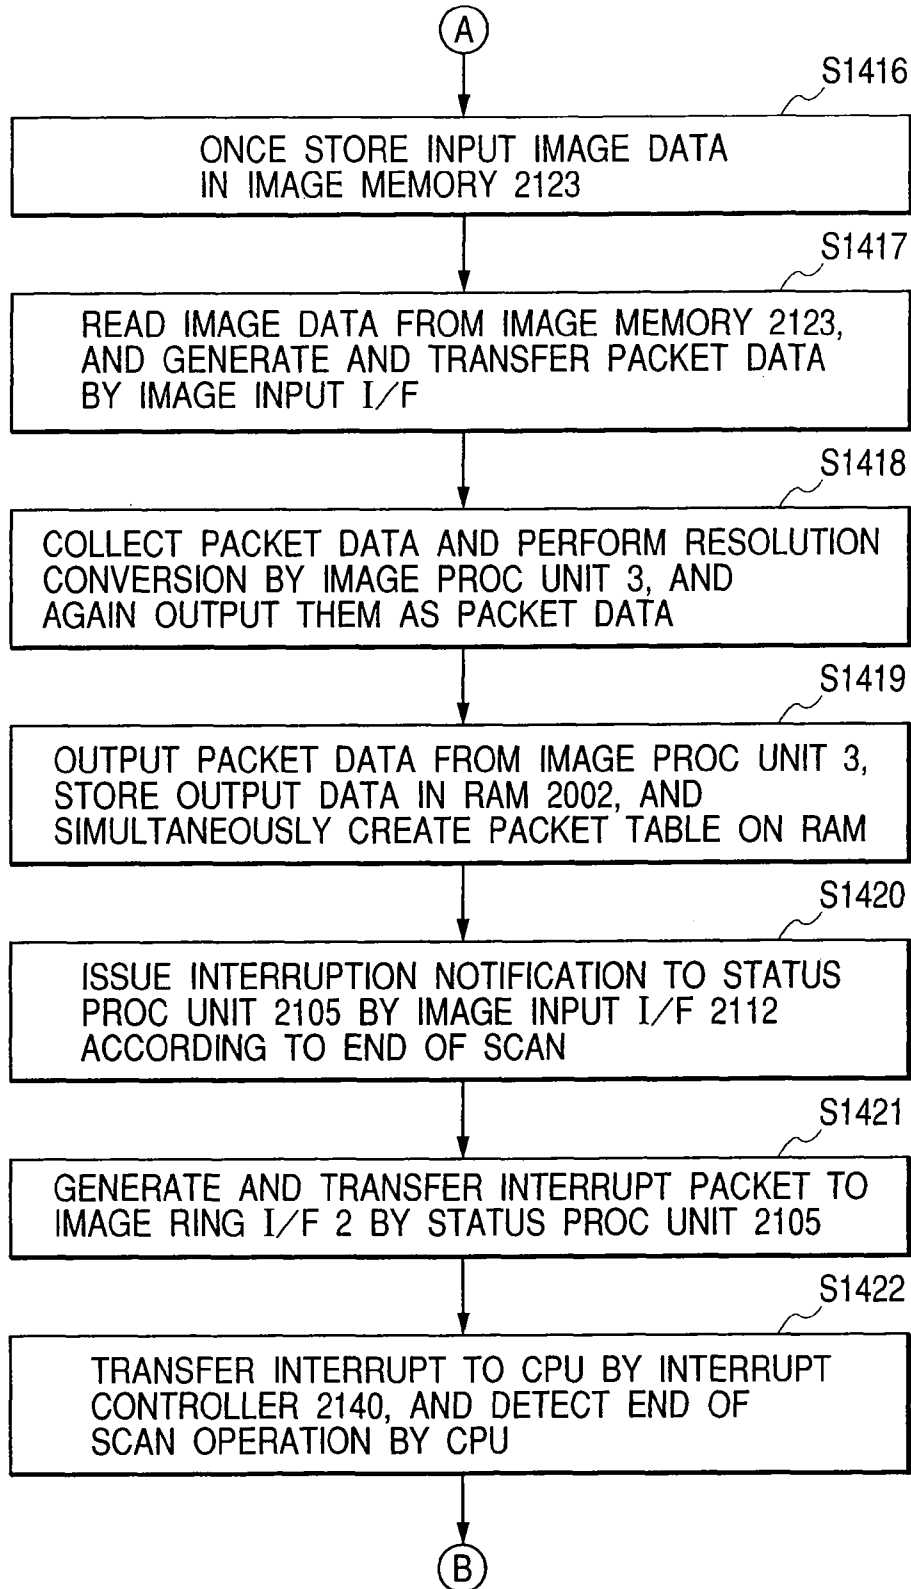 A
S1416
ONCE STORE INPUT IMAGE DATA
IN IMAGE MEMORY 2123
S1417
READ IMAGE DATA FROM IMAGE MEMORY 2123,
AND GENERATE AND TRANSFER PACKET DATA
BY IMAGE INPUT I/F
S1418
COLLECT PACKET DATA AND PERFORM RESOLUTION
CONVERSION BY IMAGE PROC UNIT 3, AND
AGAIN OUTPUT THEM AS PACKET DATA
S1419
OUTPUT PACKET DATA FROM IMAGE PROC UNIT 3,
STORE OUTPUT DATA IN RAM 2002, AND
SIMULTANEOUSLY CREATE PACKET TABLE ON RAM
S1420
ISSUE INTERRUPTION NOTIFICATION TO STATUS
PROC UNIT 2105 BY IMAGE INPUT I/F 2112
ACCORDING TO END OF SCAN
S1421
GENERATE AND TRANSFER INTERRUPT PACKET TO
IMAGE RING I/F 2 BY STATUS PROC UNIT 2105
S1422
TRANSFER INTERRUPT TO CPU BY INTERRUPT
CONTROLLER 2140, AND DETECT END OF
SCAN OPERATION BY CPU
B